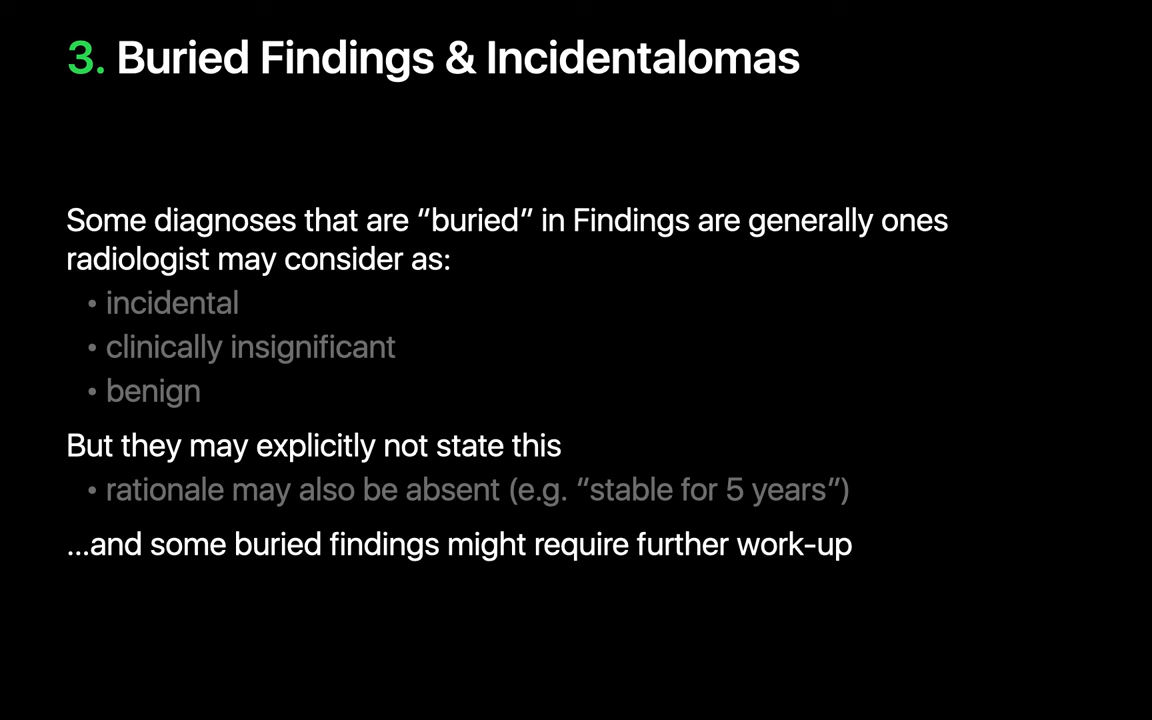 3. Buried Findings & Incidentalomas
Some diagnoses that are “buried” in Findings are generally ones
radiologist may consider as:
• incidental
• clinically insignificant
• benign
But they may explicitly not state this
• rationale may also be absent (e.g. “stable for 5 years”)
...and some buried findings might require further work-up